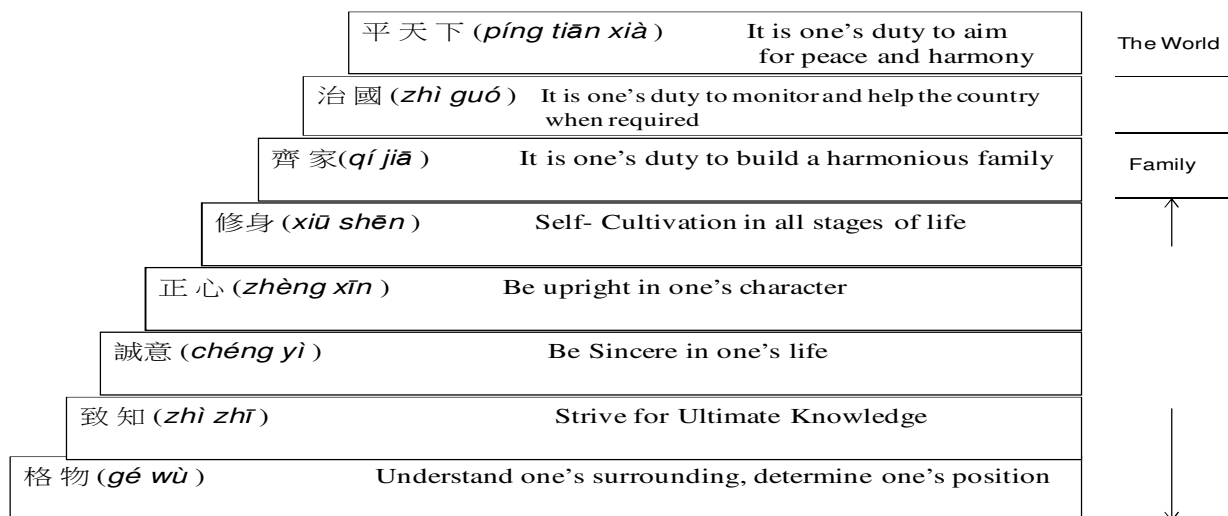 平天下 (píng tiān xià) It is one's duty to aim
for peace and harmony
The World
治國 (zhì guó) It is one's duty to monitor and help the country
when required
齊家(qí jiā) It is one's duty to build a harmonious family
Family
修身 (xiū shēn) Self- Cultivation in all stages of life
正心 (zhèng xīn) Be upright in one's character
誠意 (chéng yì) Be Sincere in one's life
致知 (zhì zhī) Strive for Ultimate Knowledge
格物 (gé wù) Understand one's surrounding, determine one's position